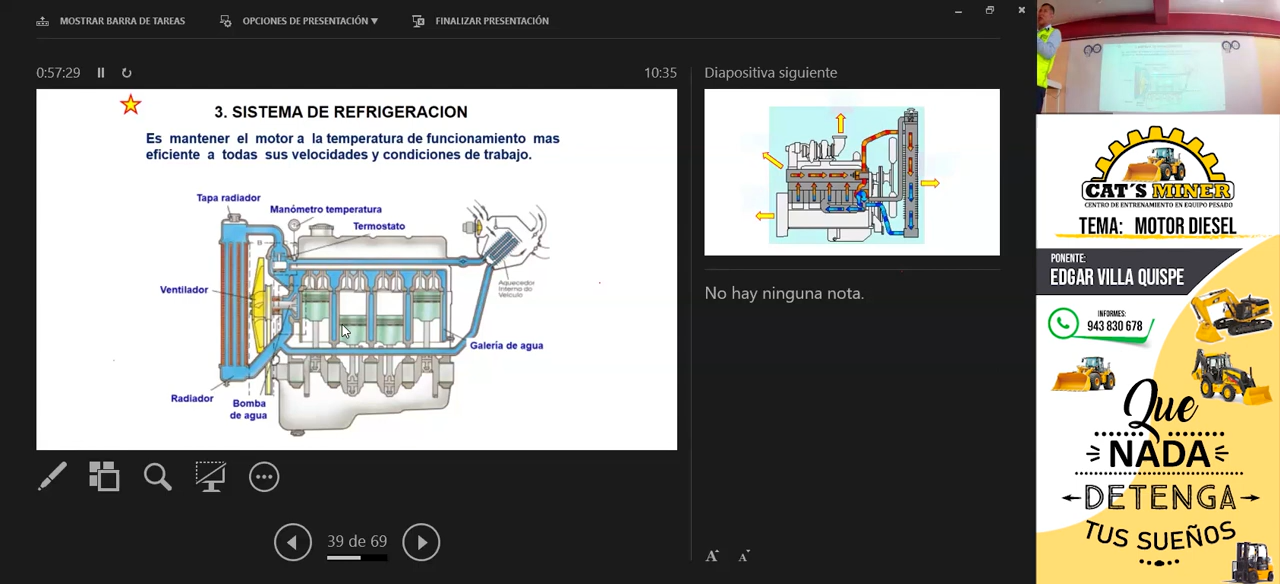 MOSTRAR BARRA DE TAREAS
OPCIONES DE PRESENTACIÓN ▼
FINALIZAR PRESENTACIÓN
0:57:29
10:35
3. SISTEMA DE REFRIGERACION
Es mantener el motor a la temperatura de funcionamiento mas
eficiente a todas sus velocidades y condiciones de trabajo.
Tapa radiador
Manómetro temperatura
Termostato
Ventilador
Aquecedor
Interno do
Veículo
Galería de agua
Radiador
Bomba
de agua
39 de 69
Diapositiva siguiente
No hay ninguna nota.
A A
CAT'S MINER
CENTRO DE ENTRENAMIENTO EN EQUIPO PESADO
TEMA: MOTOR DIESEL
PONENTE:
EDGAR VILLA QUISPE
INFORMES:
943 830 678
Que
NADA
DETENGA
TUS SUEÑOS